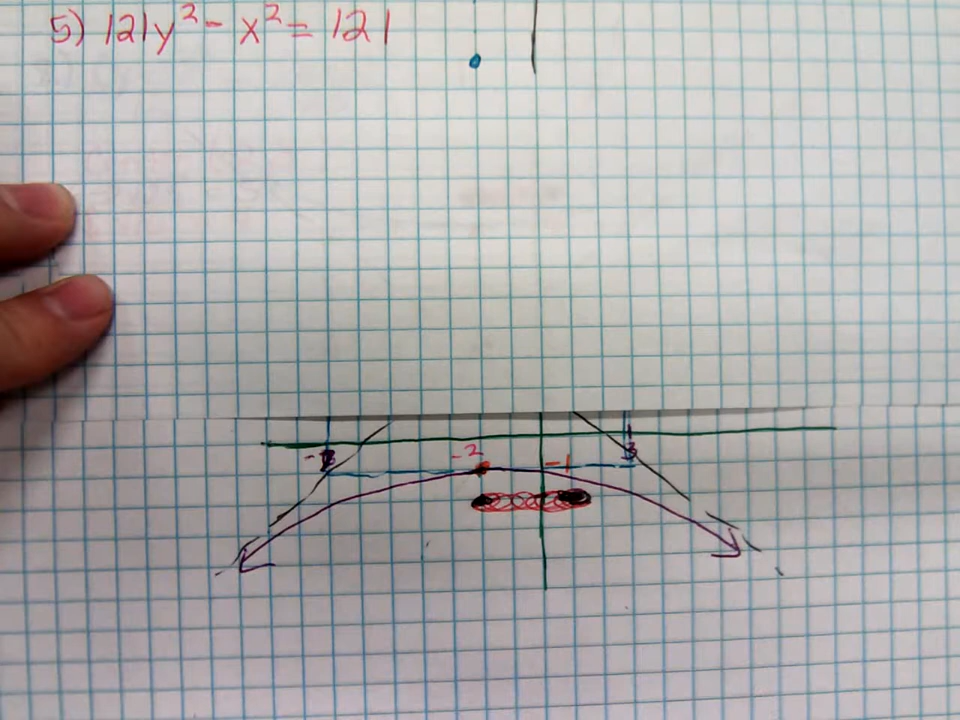 5) 121y² - x² = 121
-2
-1
3